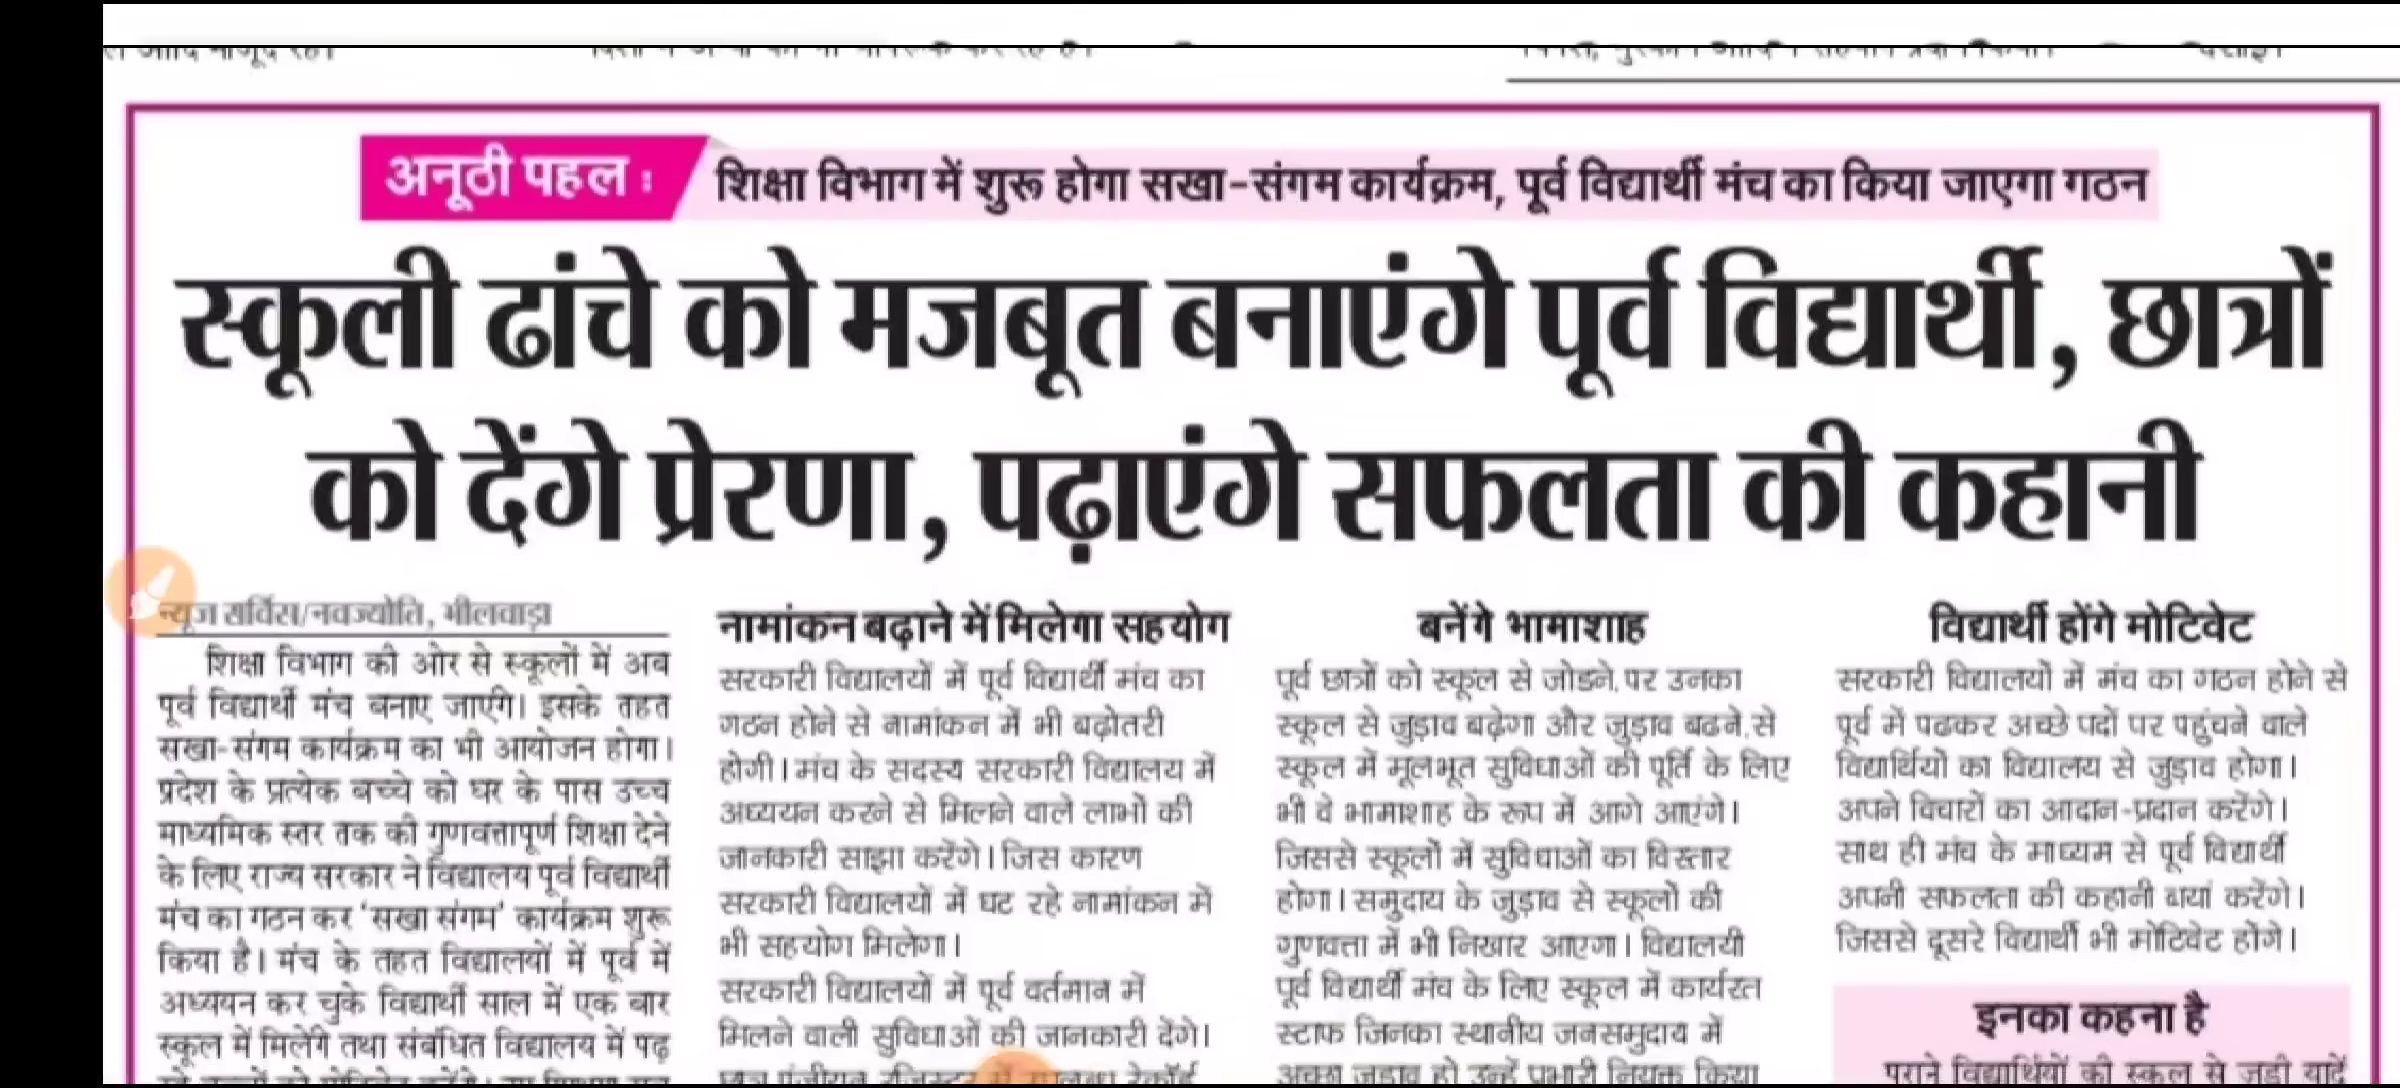 अनूठी पहल : शिक्षा विभाग में शुरू होगा सखा-संगम कार्यक्रम, पूर्व विद्यार्थी मंच का किया जाएगा गठन
स्कूली ढांचे को मजबूत बनाएंगे पूर्व विद्यार्थी, छात्रों
को देंगे प्रेरणा, पढ़ाएंगे सफलता की कहानी
न्यूज सर्विस/नवज्योति, भीलवाड़ा
शिक्षा विभाग की ओर से स्कूलों में अब
पूर्व विद्यार्थी मंच बनाए जाएंगे। इसके तहत
सखा-संगम कार्यक्रम का भी आयोजन होगा।
प्रदेश के प्रत्येक बच्चे को घर के पास उच्च
माध्यमिक स्तर तक की गुणवत्तापूर्ण शिक्षा देने
के लिए राज्य सरकार ने विद्यालय पूर्व विद्यार्थी
मंच का गठन कर 'सखा संगम' कार्यक्रम शुरू
किया है। मंच के तहत विद्यालयों में पूर्व में
अध्ययन कर चुके विद्यार्थी साल में एक बार
स्कूल में मिलेंगे तथा संबंधित विद्यालय में पढ़
नामांकन बढ़ाने में मिलेगा सहयोग
सरकारी विद्यालयों में पूर्व विद्यार्थी मंच का
गठन होने से नामांकन में भी बढ़ोतरी
होगी। मंच के सदस्य सरकारी विद्यालय में
अध्ययन करने से मिलने वाले लाभों की
जानकारी साझा करेंगे। जिस कारण
सरकारी विद्यालयों में घट रहे नामांकन में
भी सहयोग मिलेगा।
सरकारी विद्यालयों में पूर्व वर्तमान में
मिलने वाली सुविधाओं की जानकारी देंगे।
बनेंगे भामाशाह
पूर्व छात्रों को स्कूल से जोडने, पर उनका
स्कूल से जुड़ाव बढ़ेगा और जुड़ाव बढने, से
स्कूल में मूलभूत सुविधाओं की पूर्ति के लिए
भी वे भामाशाह के रूप में आगे आएंगे।
जिससे स्कूलों में सुविधाओं का विस्तार
होगा। समुदाय के जुड़ाव से स्कूलों की
गुणवत्ता में भी निखार आएगा। विद्यालयी
पूर्व विद्यार्थी मंच के लिए स्कूल में कार्यरत
स्टाफ जिनका स्थानीय जनसमुदाय में
अच्छा जुड़ाव हो उन्हें प्रभारी नियुक्त किया
विद्यार्थी होंगे मोटिवेट
सरकारी विद्यालयों में मंच का गठन होने से
पूर्व में पढकर अच्छे पदों पर पहुंचने वाले
विद्यार्थियों का विद्यालय से जुड़ाव होगा।
अपने विचारों का आदान-प्रदान करेंगे।
साथ ही मंच के माध्यम से पूर्व विद्यार्थी
अपनी सफलता की कहानी बयां करेंगे।
जिससे दूसरे विद्यार्थी भी मोटिवेट होंगे।
इनका कहना है
पुराने विद्यार्थियों की स्कूल से जुडी यादें